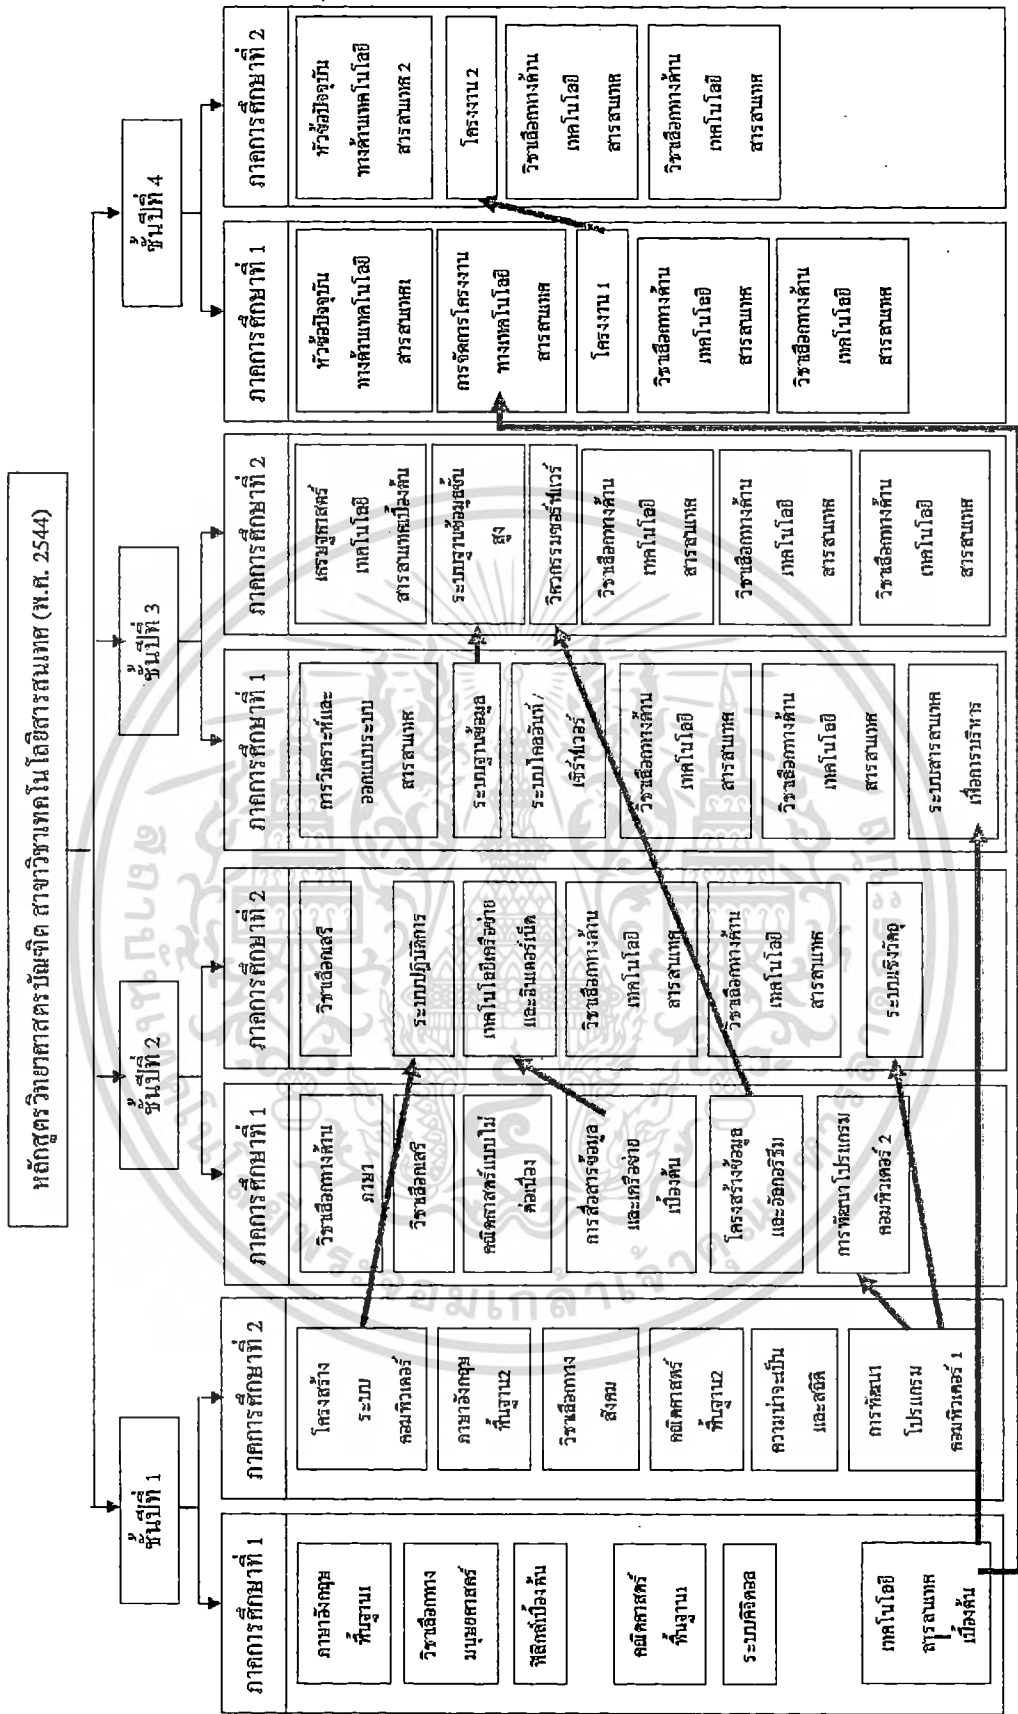 หลักสูตรวิทยาศาสตรบัณฑิต สาขาวิชาเทคโนโลยีสารสนเทศ (พ.ศ. 2544)
ชั้นปีที่ 1
ภาคการศึกษาที่ 1
ภาษาอังกฤษ
พื้นฐาน1
วิชาเลือกทาง
มนุษยศาสตร์
ฟิสิกส์เบื้องต้น
คณิตศาสตร์
พื้นฐาน1
ระบบดิจิตอล
เทคโนโลยี
สารสนเทศ
เบื้องต้น
ภาคการศึกษาที่ 2
โครงสร้าง
ระบบ
คอมพิวเตอร์
ภาษาอังกฤษ
พื้นฐาน2
วิชาเลือกทาง
สังคม
คณิตศาสตร์
พื้นฐาน2
ความน่าจะเป็น
และสถิติ
การพัฒนา
โปรแกรม
คอมพิวเตอร์ 1
ชั้นปีที่ 2
ภาคการศึกษาที่ 1
วิชาเลือกทางด้าน
ภาษา
วิชาเลือกเสรี
คณิตศาสตร์แบบไม่
ต่อเนื่อง
การสื่อสารข้อมูล
และเครือข่าย
เบื้องต้น
โครงสร้างข้อมูล
และอัลกอริธึม
การพัฒนาโปรแกรม
คอมพิวเตอร์ 2
ภาคการศึกษาที่ 2
วิชาเลือกเสรี
ระบบปฏิบัติการ
เทคโนโลยีเครือข่าย
และอินเตอร์เน็ต
วิชาเลือกทางด้าน
เทคโนโลยี
สารสนเทศ
วิชาเลือกทางด้าน
เทคโนโลยี
สารสนเทศ
ระบบเชิงวัตถุ
ชั้นปีที่ 3
ภาคการศึกษาที่ 1
การวิเคราะห์และ
ออกแบบระบบ
สารสนเทศ
ระบบฐานข้อมูล
ระบบไคลอันท์ /
เซิร์ฟเวอร์
วิชาเลือกทางด้าน
เทคโนโลยี
สารสนเทศ
วิชาเลือกทางด้าน
เทคโนโลยี
สารสนเทศ
ระบบสารสนเทศ
เพื่อการบริหาร
ภาคการศึกษาที่ 2
เศรษฐศาสตร์
เทคโนโลยี
สารสนเทศเบื้องต้น
ระบบฐานข้อมูลขั้น
สูง
วิศวกรรมซอร์ฟแวร์
วิชาเลือกทางด้าน
เทคโนโลยี
สารสนเทศ
วิชาเลือกทางด้าน
เทคโนโลยี
สารสนเทศ
วิชาเลือกทางด้าน
เทคโนโลยี
สารสนเทศ
ชั้นปีที่ 4
ภาคการศึกษาที่ 1
หัวข้อปัจจุบัน
ทางด้านเทคโนโลยี
สารสนเทศ1
การจัดการโครงงาน
ทางเทคโนโลยี
สารสนเทศ
โครงงาน 1
วิชาเลือกทางด้าน
เทคโนโลยี
สารสนเทศ
วิชาเลือกทางด้าน
เทคโนโลยี
สารสนเทศ
ภาคการศึกษาที่ 2
หัวข้อปัจจุบัน
ทางด้านเทคโนโลยี
สารสนเทศ 2
โครงงาน 2
วิชาเลือกทางด้าน
เทคโนโลยี
สารสนเทศ
วิชาเลือกทางด้าน
เทคโนโลยี
สารสนเทศ